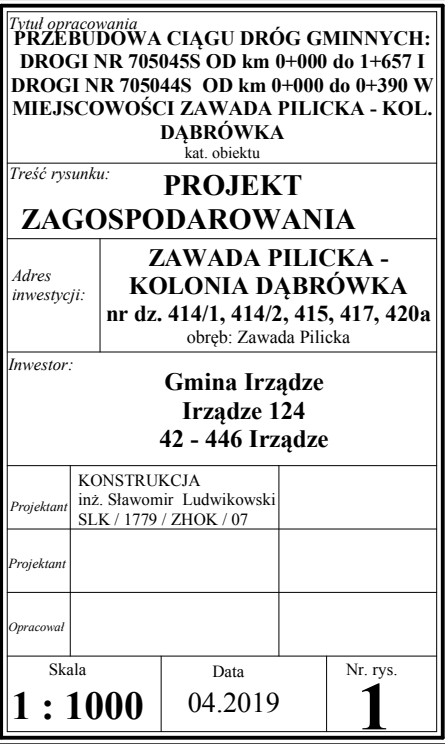 Tytuł opracowania
PRZEBUDOWA CIĄGU DRÓG GMINNYCH:
DROGI NR 705045S OD km 0+000 do 1+657 I
DROGI NR 705044S OD km 0+000 do 0+390 W
MIEJSCOWOŚCI ZAWADA PILICKA - KOL.
DĄBRÓWKA
kat. obiektu
Treść rysunku:
PROJEKT
ZAGOSPODAROWANIA
Adres
inwestycji:
ZAWADA PILICKA -
KOLONIA DĄBRÓWKA
nr dz. 414/1, 414/2, 415, 417, 420a
obręb: Zawada Pilicka
Inwestor:
Gmina Irządze
Irządze 124
42 - 446 Irządze
Projektant
KONSTRUKCJA
inż. Sławomir Ludwikowski
SLK / 1779 / ZHOK / 07
Projektant
Opracował
Skala
1 : 1000
Data
04.2019
Nr. rys.
1